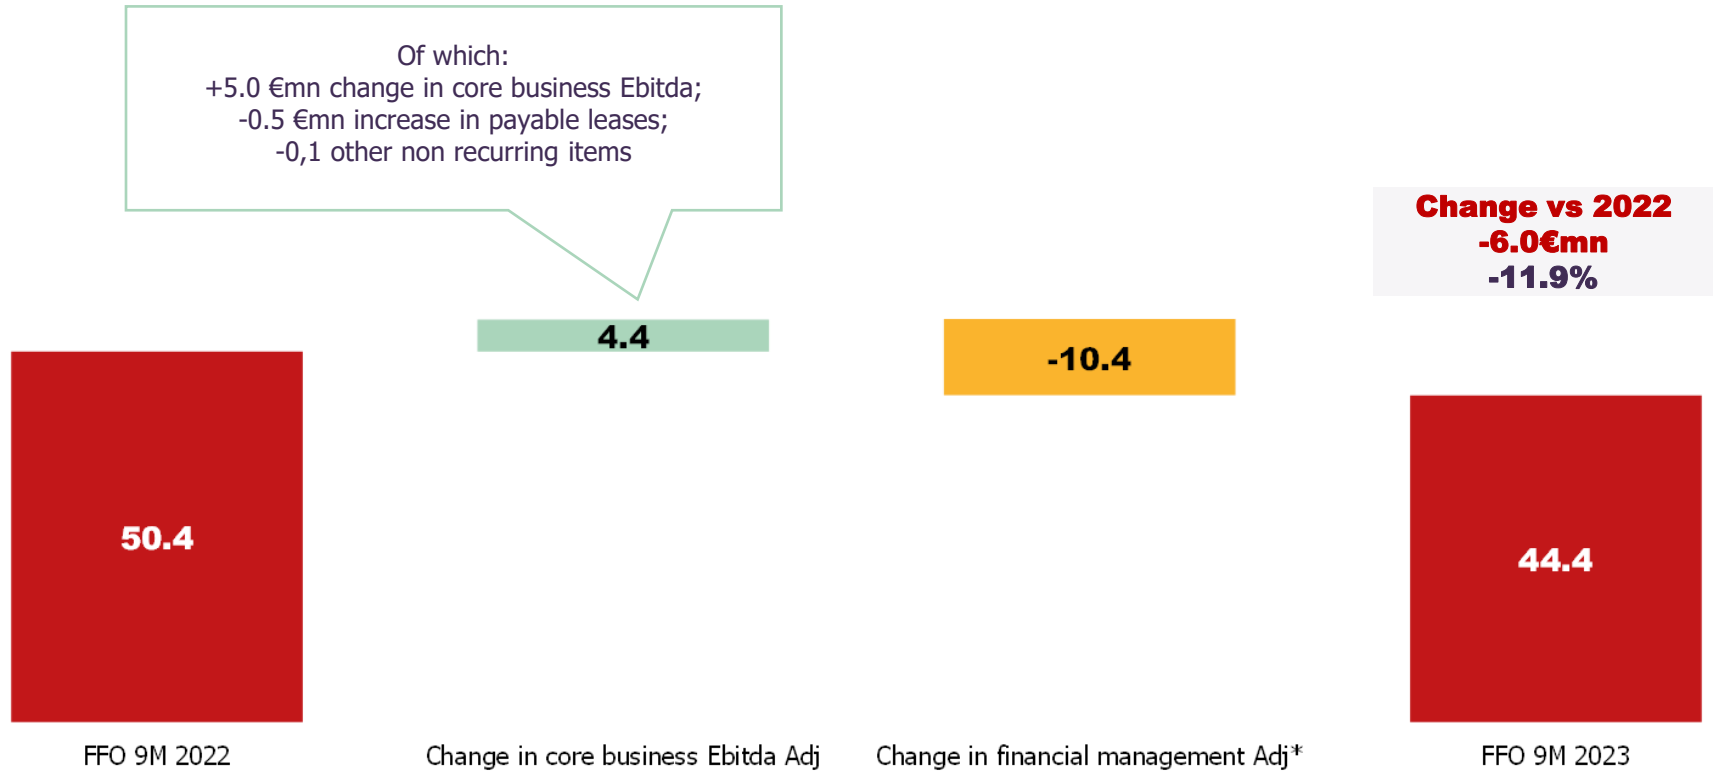 Of which:
+5.0 €mn change in core business Ebitda;
-0.5 €mn increase in payable leases;
-0,1 other non recurring items
Change vs 2022
-6.0€mn
-11.9%
4.4
-10.4
50.4
44.4
FFO 9M 2022
Change in core business Ebitda Adj
Change in financial management Adj*
FFO 9M 2023